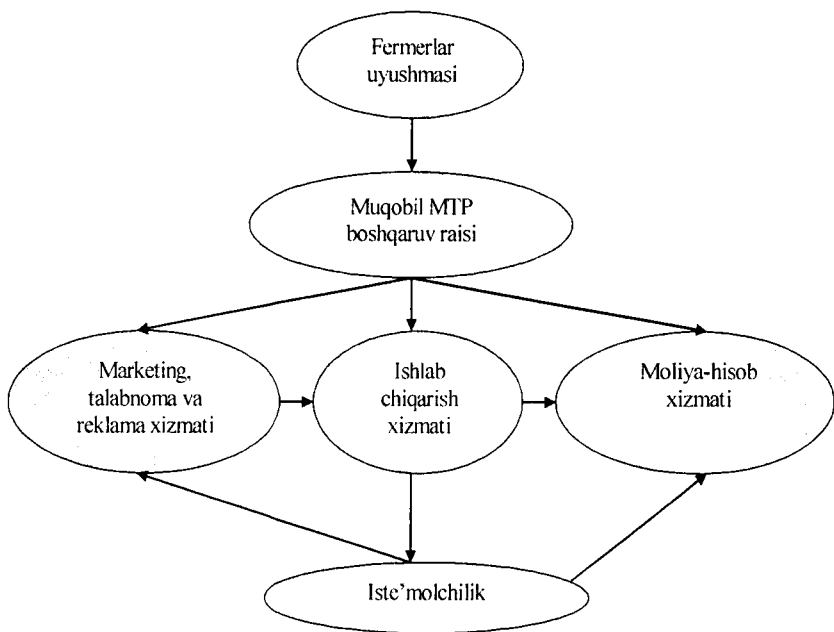 Fermerlar
uyushmasi
Muqobil MTP
boshqaruv raisi
Marketing,
talabnoma va
reklama xizmati
Ishlab
chiqarish
xizmati
Moliya-hisob
xizmati
Iste’molchilik